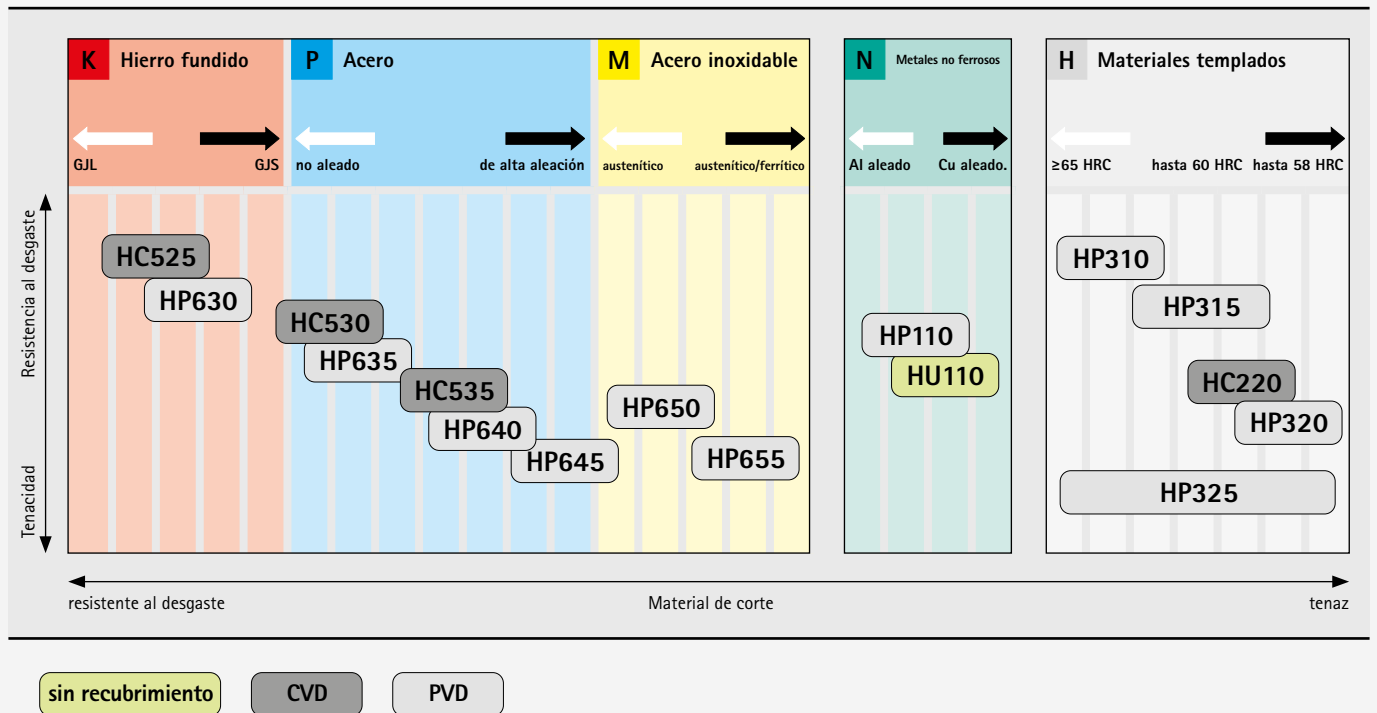 K Hierro fundido
P Acero
M Acero inoxidable
N Metales no ferrosos
H Materiales templados
GJL GJS
no aleado de alta aleación
austenítico austenítico/ferrítico
Al aleado Cu aleado.
≥65 HRC hasta 60 HRC hasta 58 HRC
Resistencia al desgaste
Tenacidad
HC525
HP630
HC530
HP635
HC535
HP640
HP645
HP650
HP655
HP110
HU110
HP310
HP315
HC220
HP320
HP325
resistente al desgaste Material de corte tenaz
sin recubrimiento CVD PVD